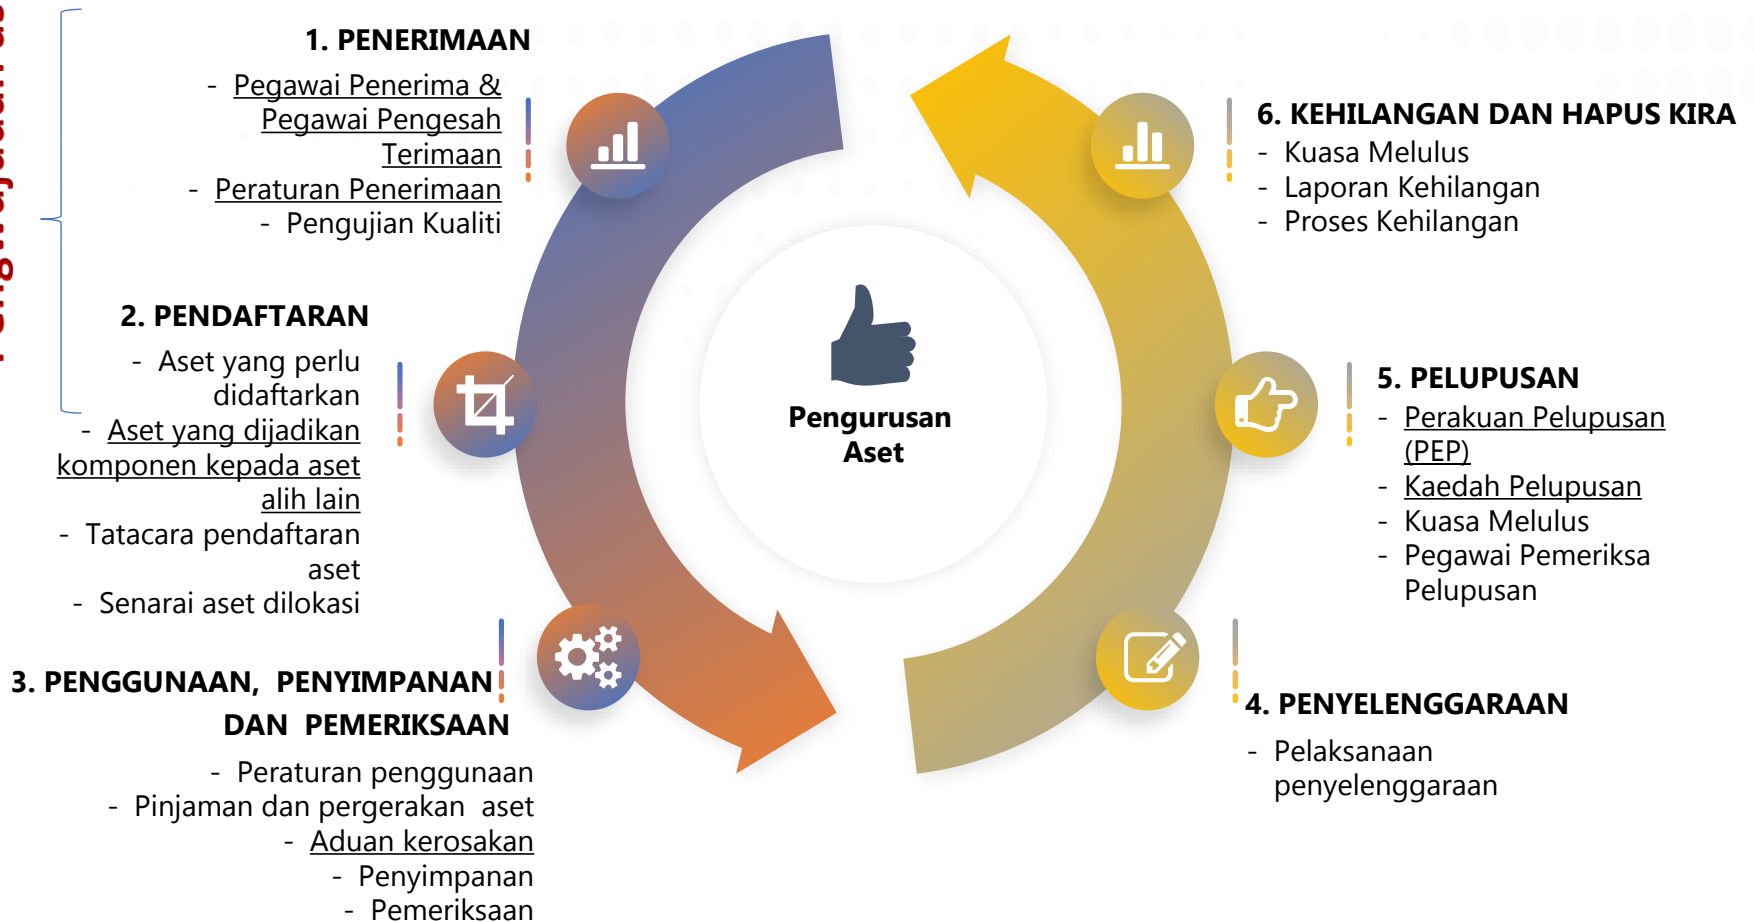 1. PENERIMAAN
- Pegawai Penerima &
Pegawai Pengesah
Terimaan
- Peraturan Penerimaan
- Pengujian Kualiti
2. PENDAFTARAN
- Aset yang perlu
didaftarkan
- Aset yang dijadikan
komponen kepada aset
alih lain
- Tatacara pendaftaran
aset
- Senarai aset dilokasi
3. PENGGUNAAN, PENYIMPANAN
DAN PEMERIKSAAN
- Peraturan penggunaan
- Pinjaman dan pergerakan aset
- Aduan kerosakan
- Penyimpanan
- Pemeriksaan
Pengurusan
Aset
4. PENYELENGGARAAN
- Pelaksanaan
penyelenggaraan
5. PELUPUSAN
- Perakuan Pelupusan
(PEP)
- Kaedah Pelupusan
- Kuasa Melulus
- Pegawai Pemeriksa
Pelupusan
6. KEHILANGAN DAN HAPUS KIRA
- Kuasa Melulus
- Laporan Kehilangan
- Proses Kehilangan